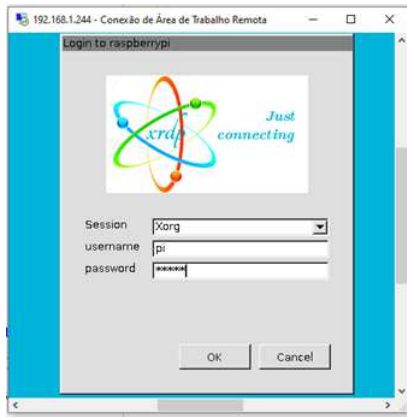 192.168.1.244 - Conexão de Área de Trabalho Remota
Login to raspberrypi
Just
xrdp connecting
Session Xorg
username pi
password *****
OK Cancel